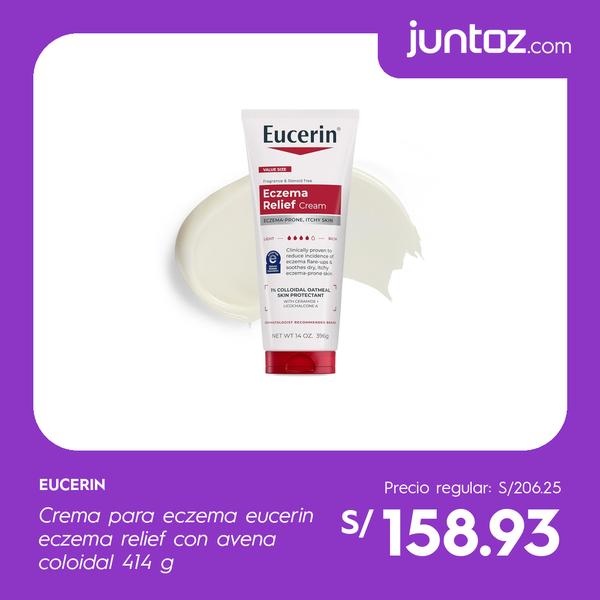 juntoz.com
Eucerin®
VALUE SIZE
Fragrance & Steroid Free
Eczema
Relief Cream
ECZEMA-PRONE, ITCHY SKIN
LIGHT RICH
Clinically proven to
reduce incidence of
eczema flare-ups &
soothes dry, itchy
eczema-prone skin
1% COLLOIDAL OATMEAL
SKIN PROTECTANT
WITH CERAMIDE +
LICOCHALCONE A
DERMATOLOGIST RECOMMENDED BRAND
NET WT 14 OZ. 396g
EUCERIN
Crema para eczema eucerin
eczema relief con avena
coloidal 414 g
Precio regular: S/206.25
S/158.93